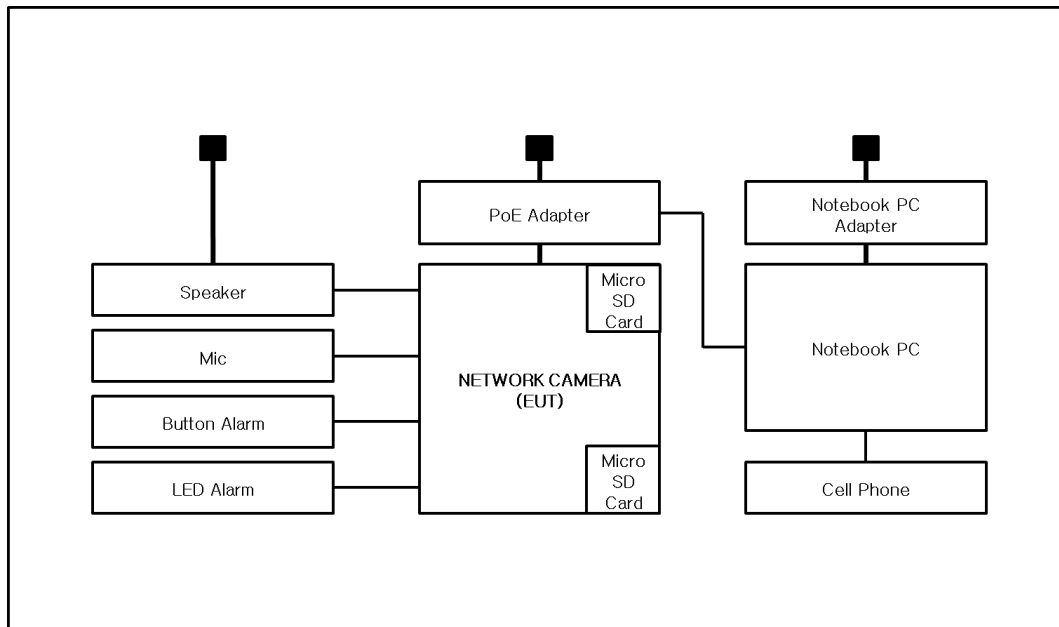 PoE Adapter
Notebook PC
Adapter
Speaker
Mic
Button Alarm
LED Alarm
Micro
SD
Card
NETWORK CAMERA
(EUT)
Micro
SD
Card
Notebook PC
Cell Phone